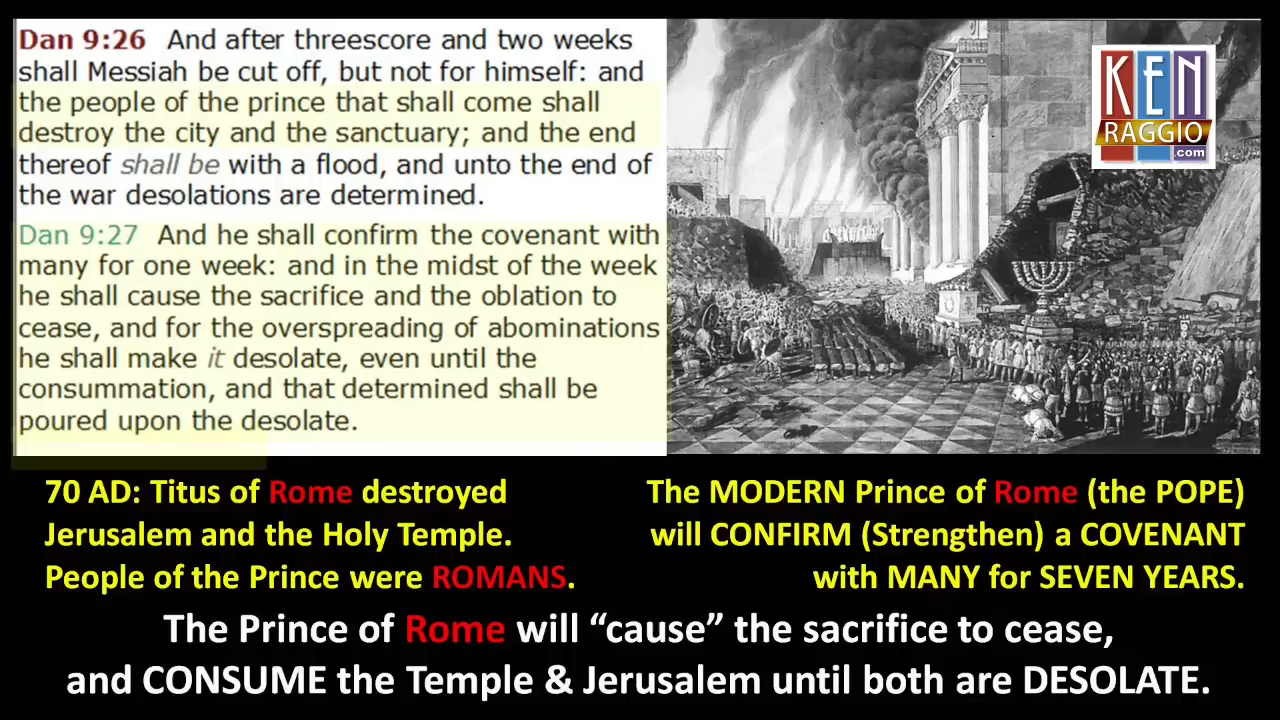 Dan 9:26 And after threescore and two weeks
shall Messiah be cut off, but not for himself: and
the people of the prince that shall come shall
destroy the city and the sanctuary; and the end
thereof shall be with a flood, and unto the end of
the war desolations are determined.
Dan 9:27 And he shall confirm the covenant with
many for one week: and in the midst of the week
he shall cause the sacrifice and the oblation to
cease, and for the overspreading of abominations
he shall make it desolate, even until the
consummation, and that determined shall be
poured upon the desolate.
KEN
RAGGIO
.com
70 AD: Titus of Rome destroyed
Jerusalem and the Holy Temple.
People of the Prince were ROMANS.
The MODERN Prince of Rome (the POPE)
will CONFIRM (Strengthen) a COVENANT
with MANY for SEVEN YEARS.
The Prince of Rome will “cause” the sacrifice to cease,
and CONSUME the Temple & Jerusalem until both are DESOLATE.